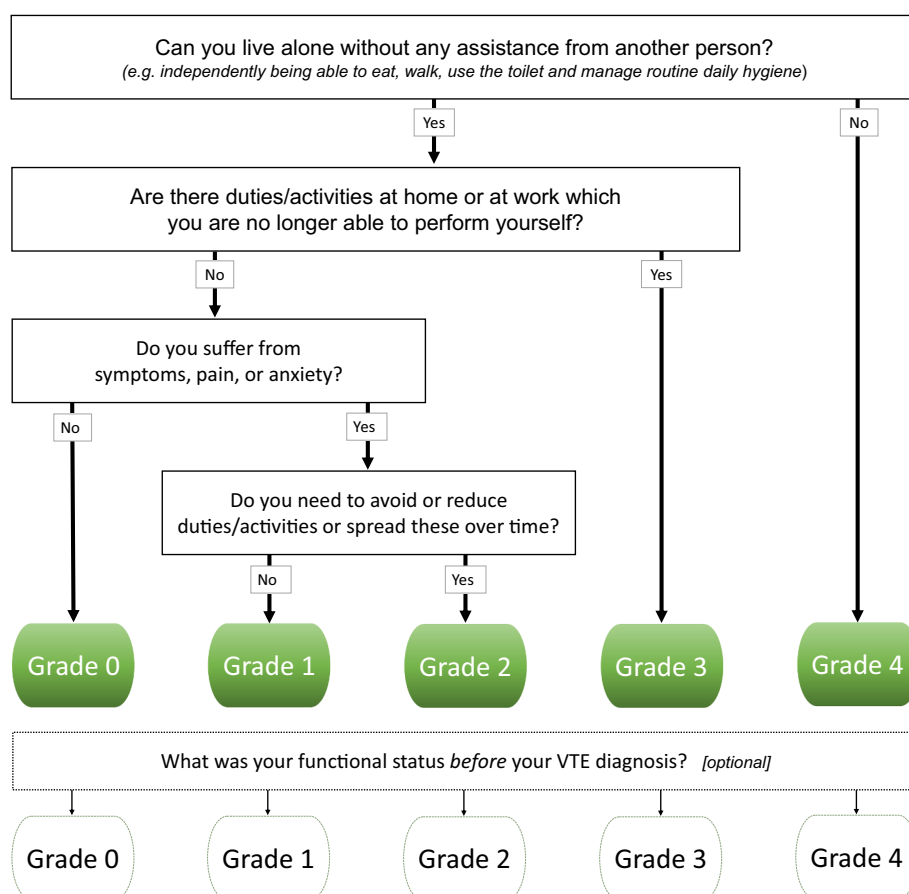 Can you live alone without any assistance from another person?
(e.g. independently being able to eat, walk, use the toilet and manage routine daily hygiene)
Yes
No
Are there duties/activities at home or at work which
you are no longer able to perform yourself?
No
Yes
Do you suffer from
symptoms, pain, or anxiety?
No
Yes
Do you need to avoid or reduce
duties/activities or spread these over time?
No
Yes
Grade 0
Grade 1
Grade 2
Grade 3
Grade 4
What was your functional status before your VTE diagnosis? [optional]
Grade 0
Grade 1
Grade 2
Grade 3
Grade 4